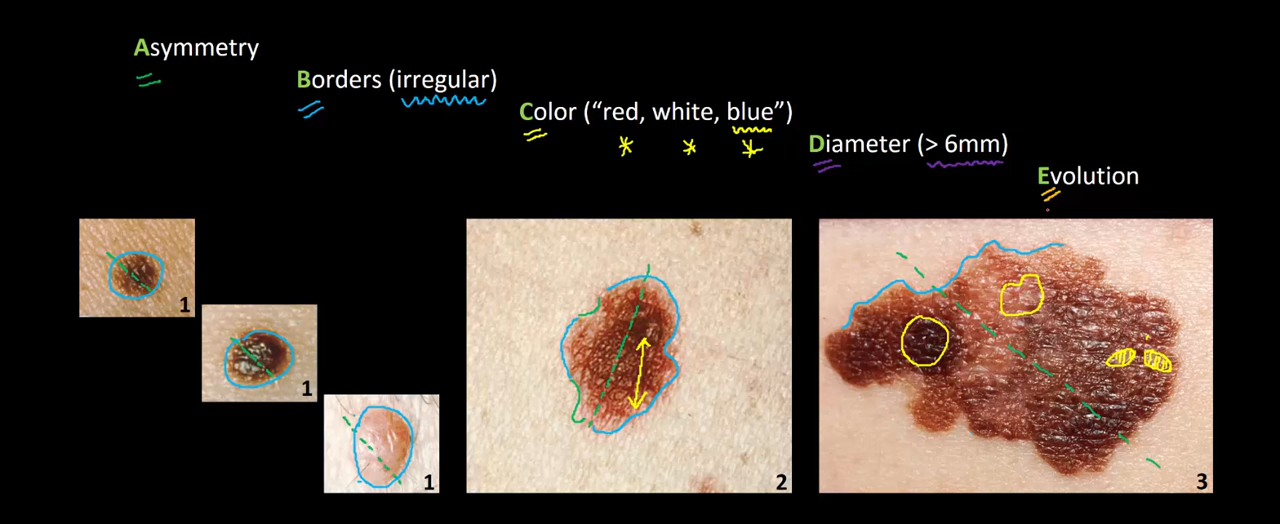 Asymmetry
Borders (irregular)
Color (“red, white, blue”)
Diameter (> 6mm)
Evolution
1
1
1
2
3